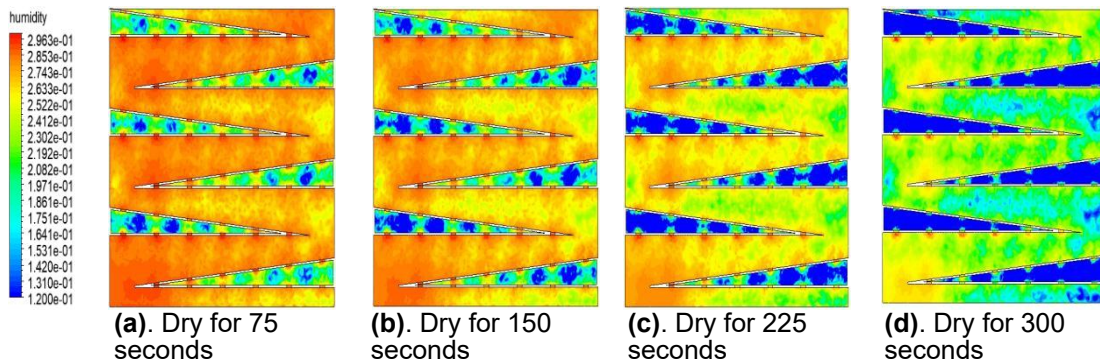 humidity
2.963e-01
2.853e-01
2.743e-01
2.632e-01
2.522e-01
2.412e-01
2.302e-01
2.192e-01
2.082e-01
1.971e-01
1.861e-01
1.751e-01
1.641e-01
1.531e-01
1.420e-01
1.310e-01
1.200e-01
(a). Dry for 75
seconds
(b). Dry for 150
seconds
(c). Dry for 225
seconds
(d). Dry for 300
seconds